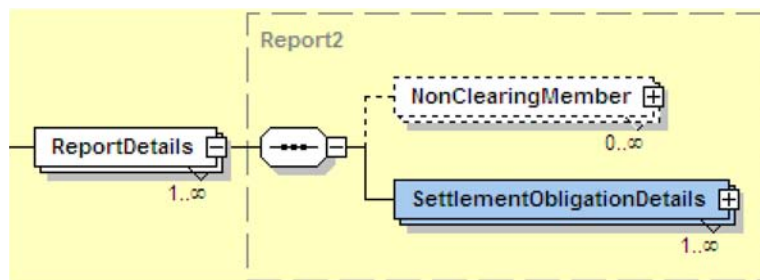 Report2
NonClearingMember
0..∞
ReportDetails
1..∞
SettlementObligationDetails
1..∞